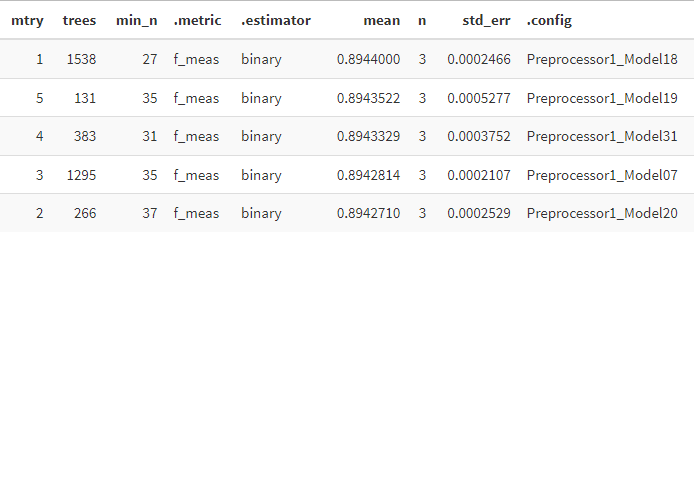 mtry trees min_n .metric .estimator mean n std_err .config
1 1538 27 f_meas binary 0.8944000 3 0.0002466 Preprocessor1_Model18
5 131 35 f_meas binary 0.8943522 3 0.0005277 Preprocessor1_Model19
4 383 31 f_meas binary 0.8943329 3 0.0003752 Preprocessor1_Model31
3 1295 35 f_meas binary 0.8942814 3 0.0002107 Preprocessor1_Model07
2 266 37 f_meas binary 0.8942710 3 0.0002529 Preprocessor1_Model20